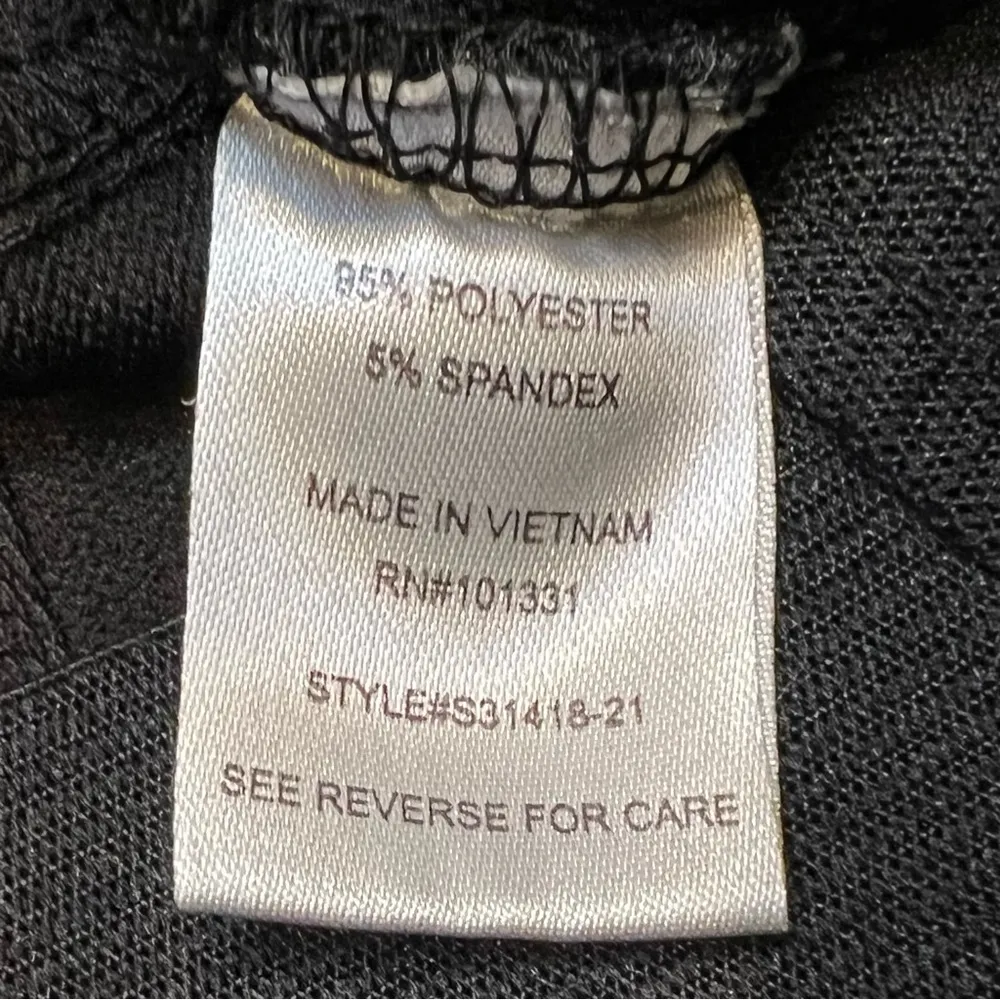 95% POLYESTER
5% SPANDEX
MADE IN VIETNAM
RN#101331
STYLE#S31418-21
SEE REVERSE FOR CARE